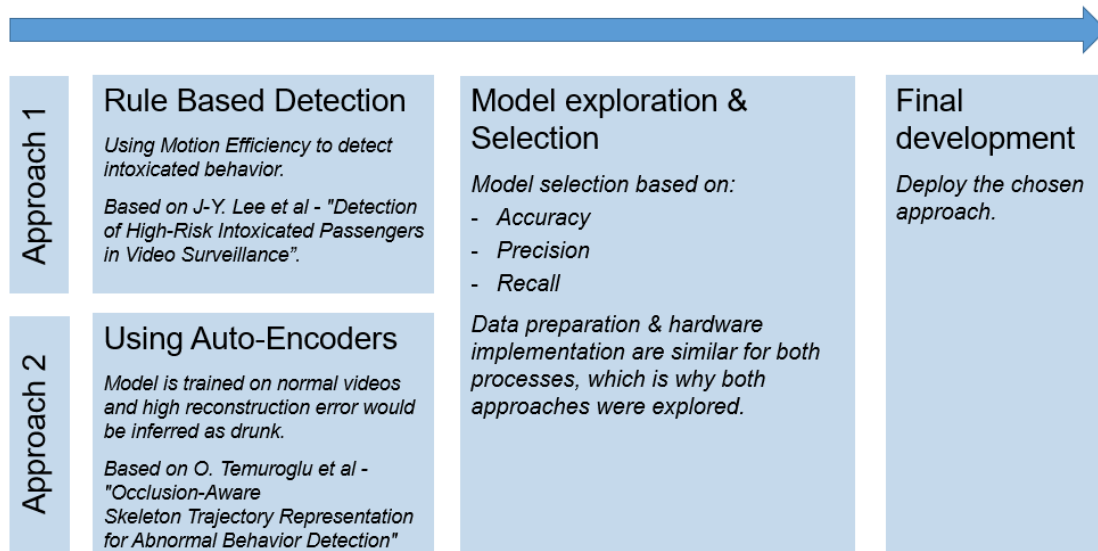 Approach 1
Rule Based Detection
Using Motion Efficiency to detect
intoxicated behavior.
Based on J-Y. Lee et al - "Detection
of High-Risk Intoxicated Passengers
in Video Surveillance”.
Approach 2
Using Auto-Encoders
Model is trained on normal videos
and high reconstruction error would
be inferred as drunk.
Based on O. Temuroglu et al -
"Occlusion-Aware
Skeleton Trajectory Representation
for Abnormal Behavior Detection"
Model exploration &
Selection
Model selection based on:
- Accuracy
- Precision
- Recall
Data preparation & hardware
implementation are similar for both
processes, which is why both
approaches were explored.
Final
development
Deploy the chosen
approach.